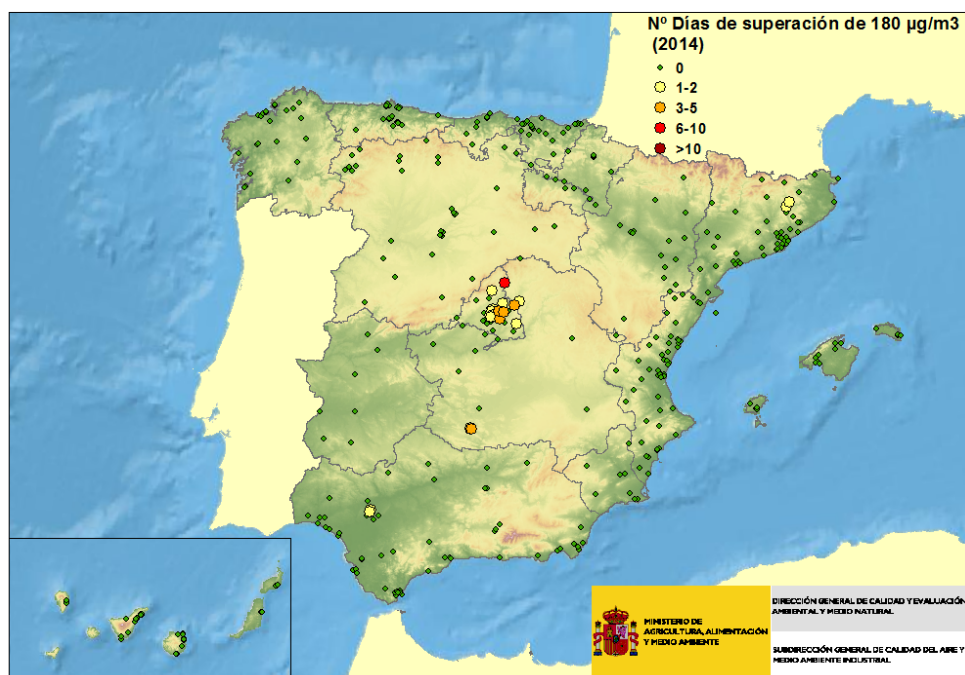 Nº Días de superación de 180 µg/m3
(2014)
0
1-2
3-5
6-10
>10
MINISTERIO DE
AGRICULTURA, ALIMENTACIÓN
Y MEDIO AMBIENTE
DIRECCIÓN GENERAL DE CALIDAD Y EVALUACIÓN
AMBIENTAL Y MEDIO NATURAL
SUBDIRECCIÓN GENERAL DE CALIDAD DEL AIRE Y
MEDIO AMBIENTE INDUSTRIAL